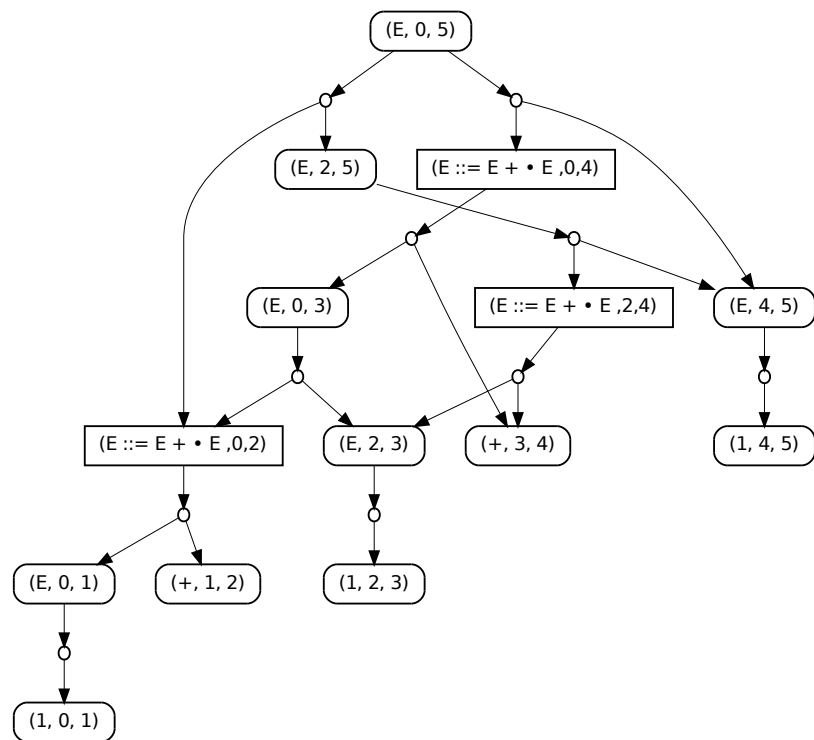 (E, 0, 5)
(E, 2, 5)
(E ::= E + • E ,0,4)
(E, 0, 3)
(E ::= E + • E ,2,4)
(E, 4, 5)
(E ::= E + • E ,0,2)
(E, 2, 3)
(+, 3, 4)
(1, 4, 5)
(E, 0, 1)
(+, 1, 2)
(1, 2, 3)
(1, 0, 1)